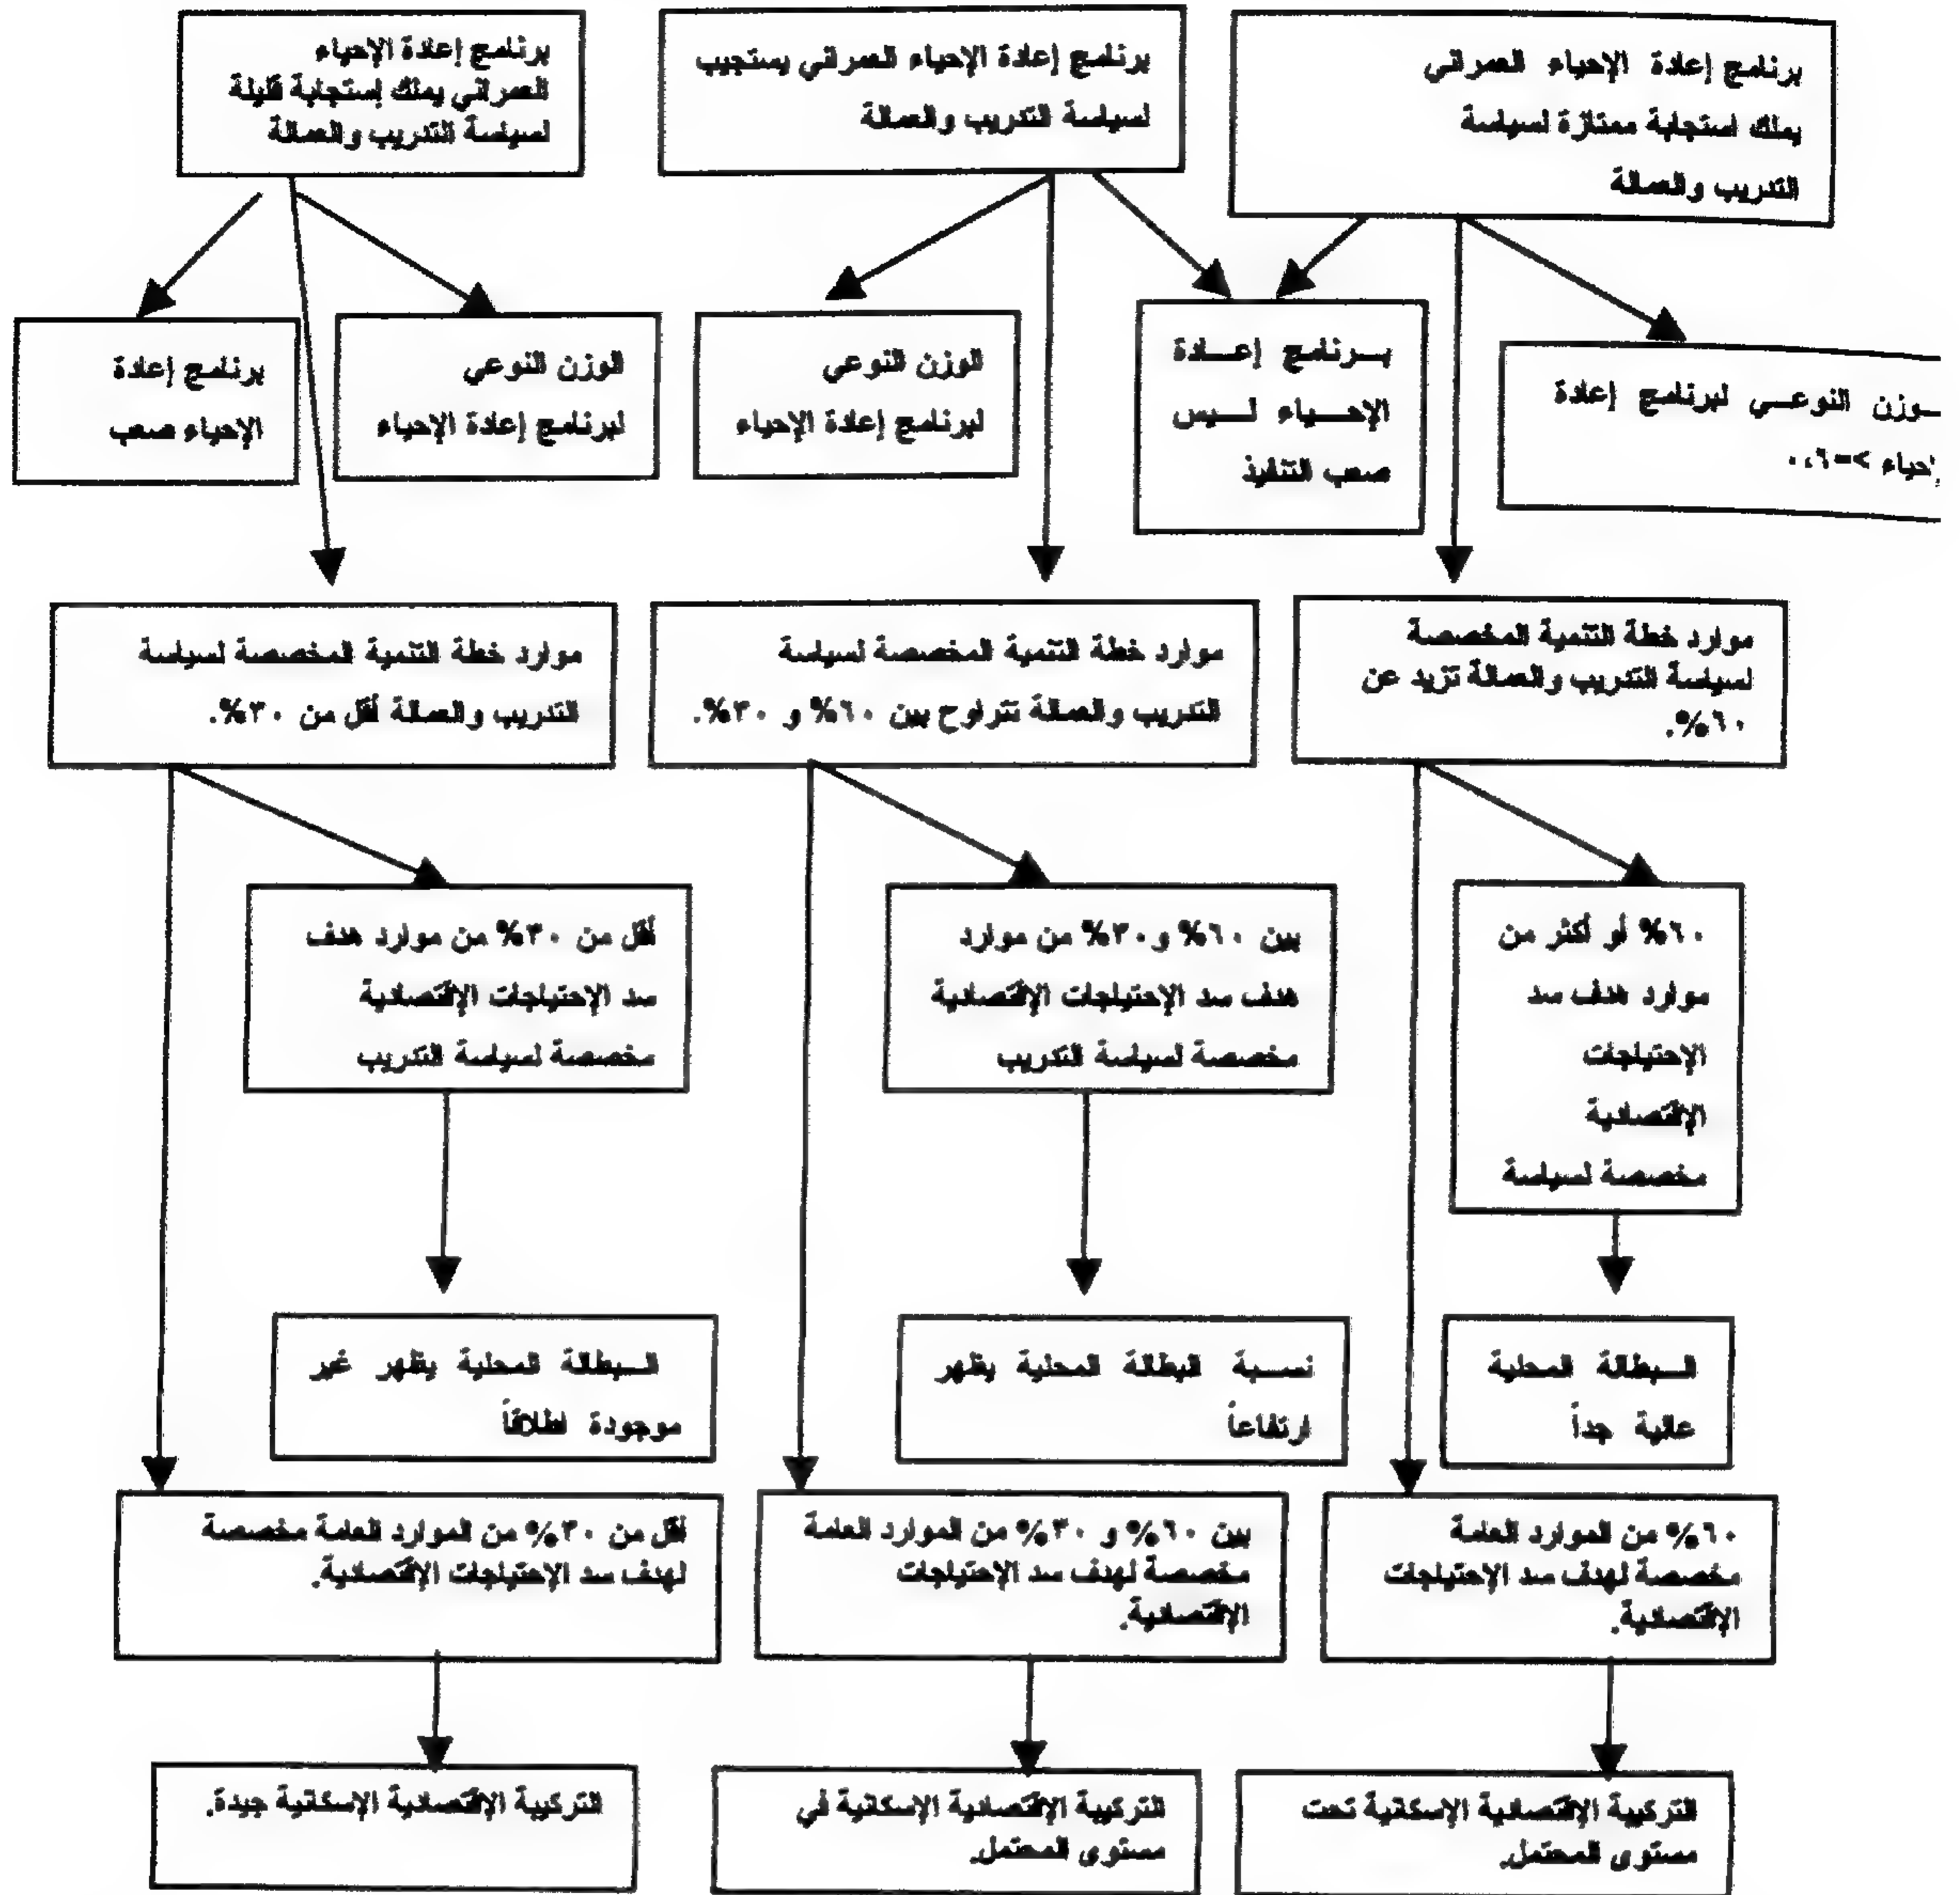 برنامج إعادة الإحياء العمراني
يملك استجابة ممتازة لسياسة
التدريب والعمالة
برنامج إعادة الإحياء العمراني يستجيب
لسياسة التدريب والعمالة
برنامج إعادة الإحياء
العمراني يملك إستجابة قليلة
لسياسة التدريب والعمالة
ـوزن النوعـي لبرنامج إعادة
إحياء >=٠،٦
بـرنامج إعـادة
الإحـياء لـيس
صعب التنفيذ
الوزن النوعي
لبرنامج إعادة الإحياء
الوزن النوعي
لبرنامج إعادة الإحياء
برنامج إعادة
الإحياء صعب
موارد خطة التنمية المخصصة
لسياسة التدريب والعمالة تزيد عن
٦٠%.
موارد خطة التنمية المخصصة لسياسة
التدريب والعمالة تتراوح بين ٦٠% و ٣٠%.
موارد خطة التنمية المخصصة لسياسة
التدريب والعمالة أقل من ٣٠%.
٦٠% أو أكثر من
موارد هدف سد
الإحتياجات
الإقتصادية
مخصصة لسياسة
بين ٦٠% و٣٠% من موارد
هدف سد الإحتياجات الإقتصادية
مخصصة لسياسة التدريب
أقل من ٣٠% من موارد هدف
سد الإحتياجات الإقتصادية
مخصصة لسياسة التدريب
الـبطالة المحلية
عالية جداً
نسـبة البطالة المحلية يظهر
ارتفاعاً
الـبطالة المحلية يظهر غير
موجودة اطلاقاً
٦٠% من الموارد العامة
مخصصة لهدف سد الإحتياجات
الإقتصادية.
بين ٦٠% و ٣٠% من الموارد العامة
مخصصة لهدف سد الإحتياجات
الإقتصادية.
أقل من ٣٠% من الموارد العامة مخصصة
لهدف سد الإحتياجات الإقتصادية.
التركيبة الإقتصادية الإسكانية تحت
مستوى المحتمل.
التركيبة الإقتصادية الإسكانية في
مستوى المحتمل.
التركيبة الإقتصادية الإسكانية جيدة.